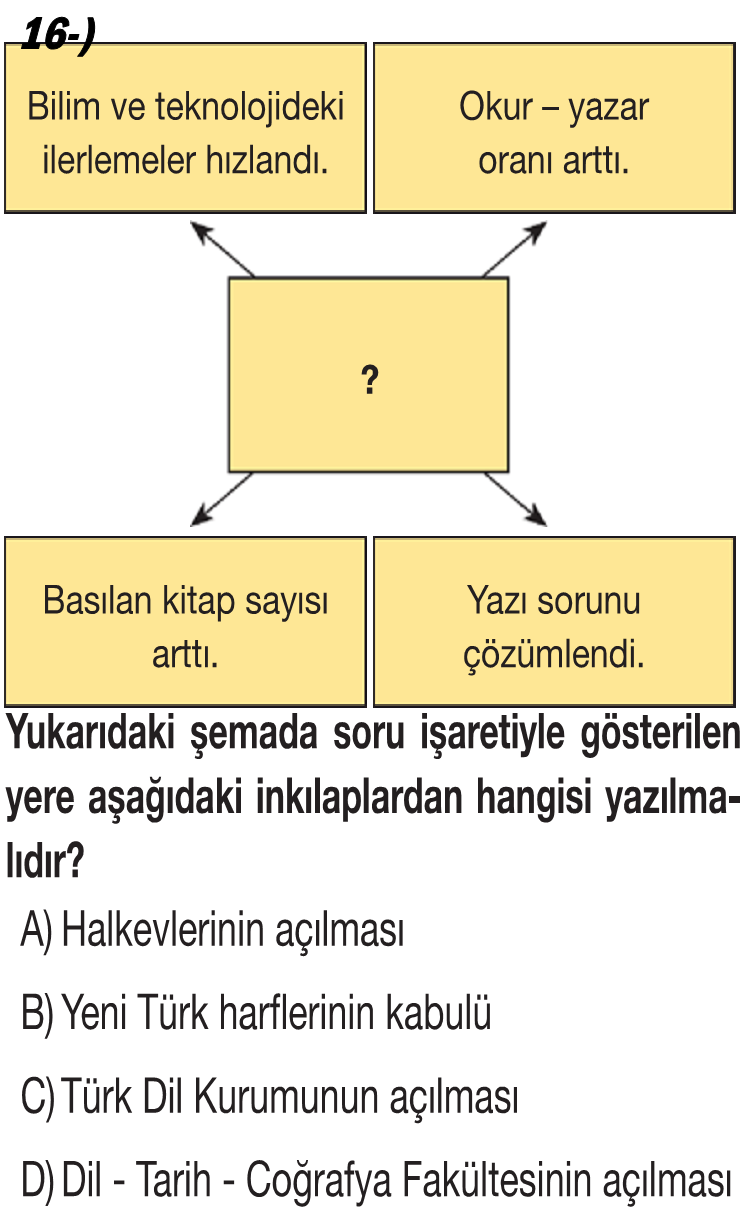 16-)
Bilim ve teknolojideki
ilerlemeler hızlandı.
Okur – yazar
oranı arttı.
?
Basılan kitap sayısı
arttı.
Yazı sorunu
çözümlendi.
Yukarıdaki şemada soru işaretiyle gösterilen
yere aşağıdaki inkılaplardan hangisi yazılma-
lıdır?
A) Halkevlerinin açılması
B) Yeni Türk harflerinin kabulü
C) Türk Dil Kurumunun açılması
D) Dil - Tarih - Coğrafya Fakültesinin açılması